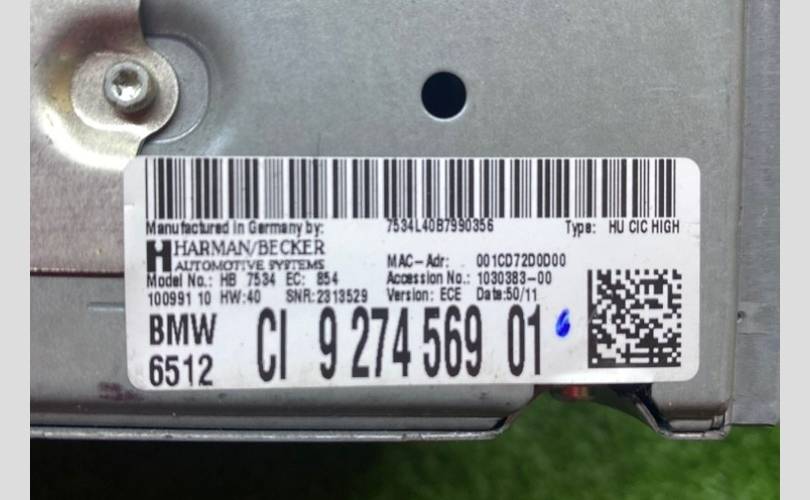 Manufactured in Germany by: 7534L40B7990356 Type: HU CIC HIGH
HARMAN/BECKER
AUTOMOTIVE SYSTEMS MAC-Adr: 001CD72D0D00
Model No.: HB 7534 EC: 854 Accession No.: 1030383-00
100991 10 HW:40 SNR:2313529 Version: ECE Date:50/11
BMW
6512 CI 9 274 569 01 6